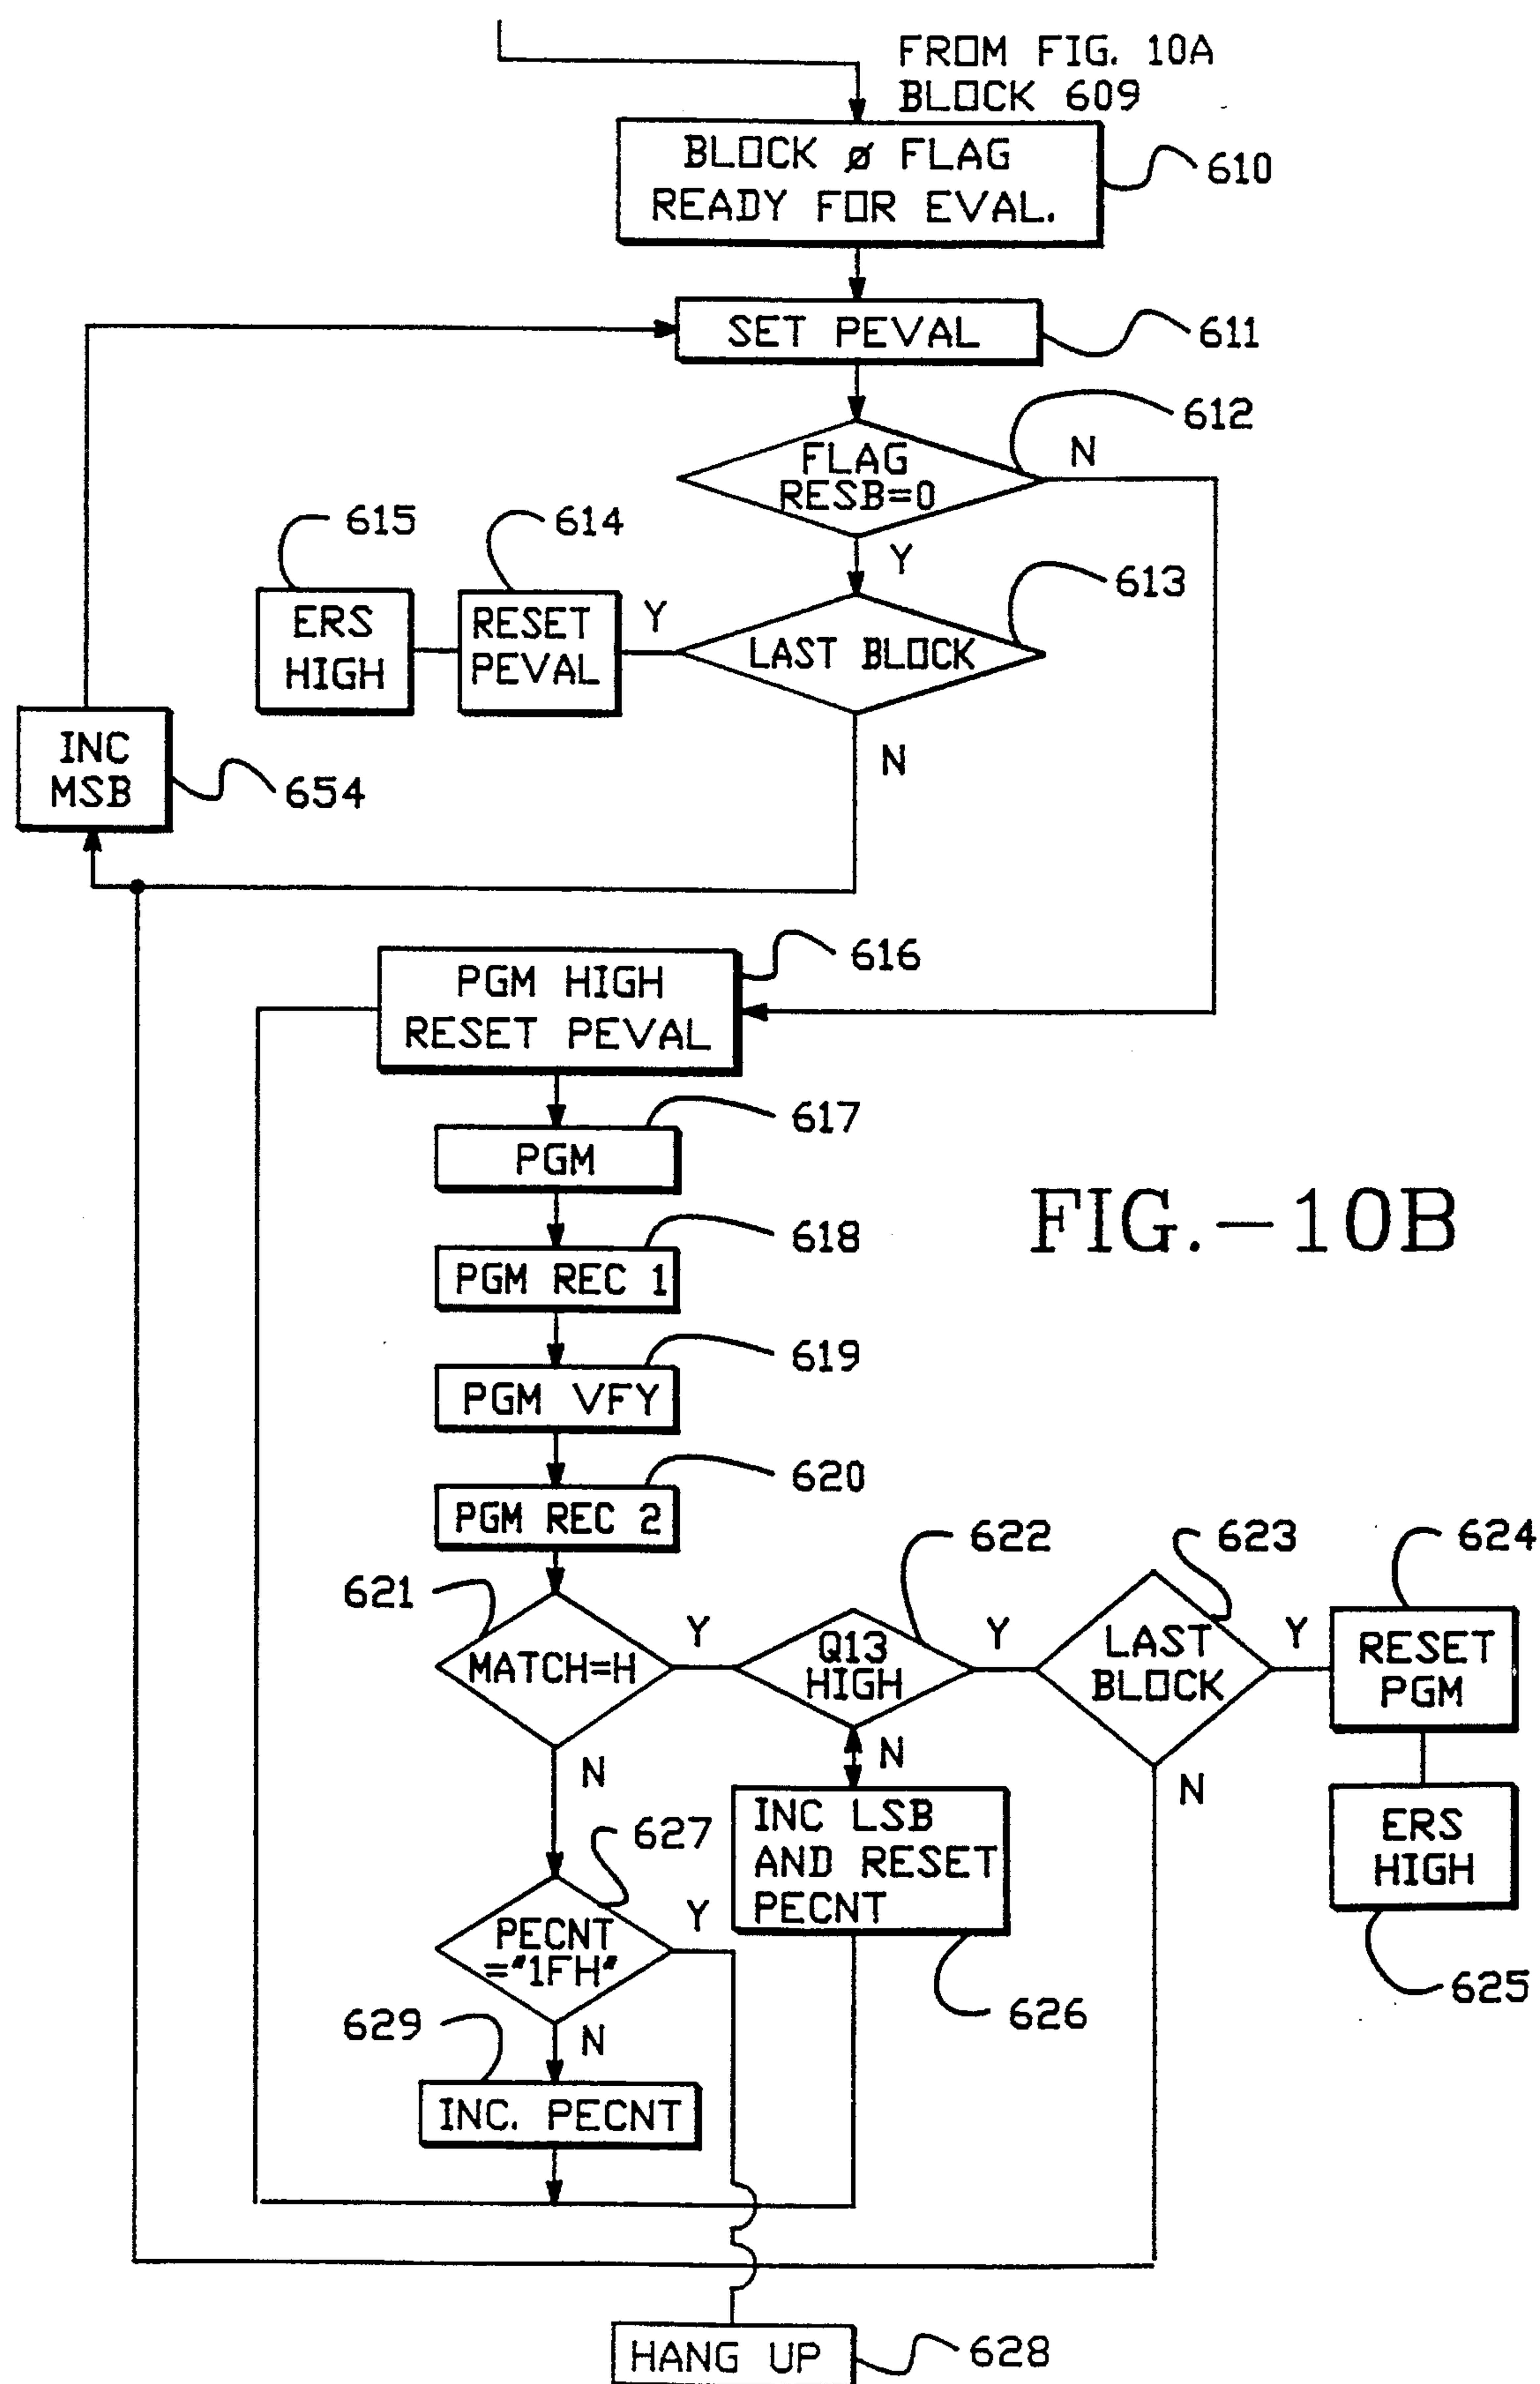 FROM FIG. 10A
BLOCK 609
BLOCK ø FLAG
READY FOR EVAL.
610
SET PEVAL
611
612
FLAG
RESB=0
N
Y
615
614
613
ERS
HIGH
RESET
PEVAL
Y
LAST BLOCK
N
INC
MSB
654
616
PGM HIGH
RESET PEVAL
617
PGM
618
PGM REC 1
FIG.-10B
619
PGM VFY
620
PGM REC 2
621
622
623
624
MATCH=H
Y
Q13
HIGH
Y
LAST
BLOCK
Y
RESET
PGM
N
N
N
INC LSB
AND RESET
PECNT
ERS
HIGH
625
627
PECNT
="1FH"
Y
626
629
N
INC. PECNT
HANG UP
628